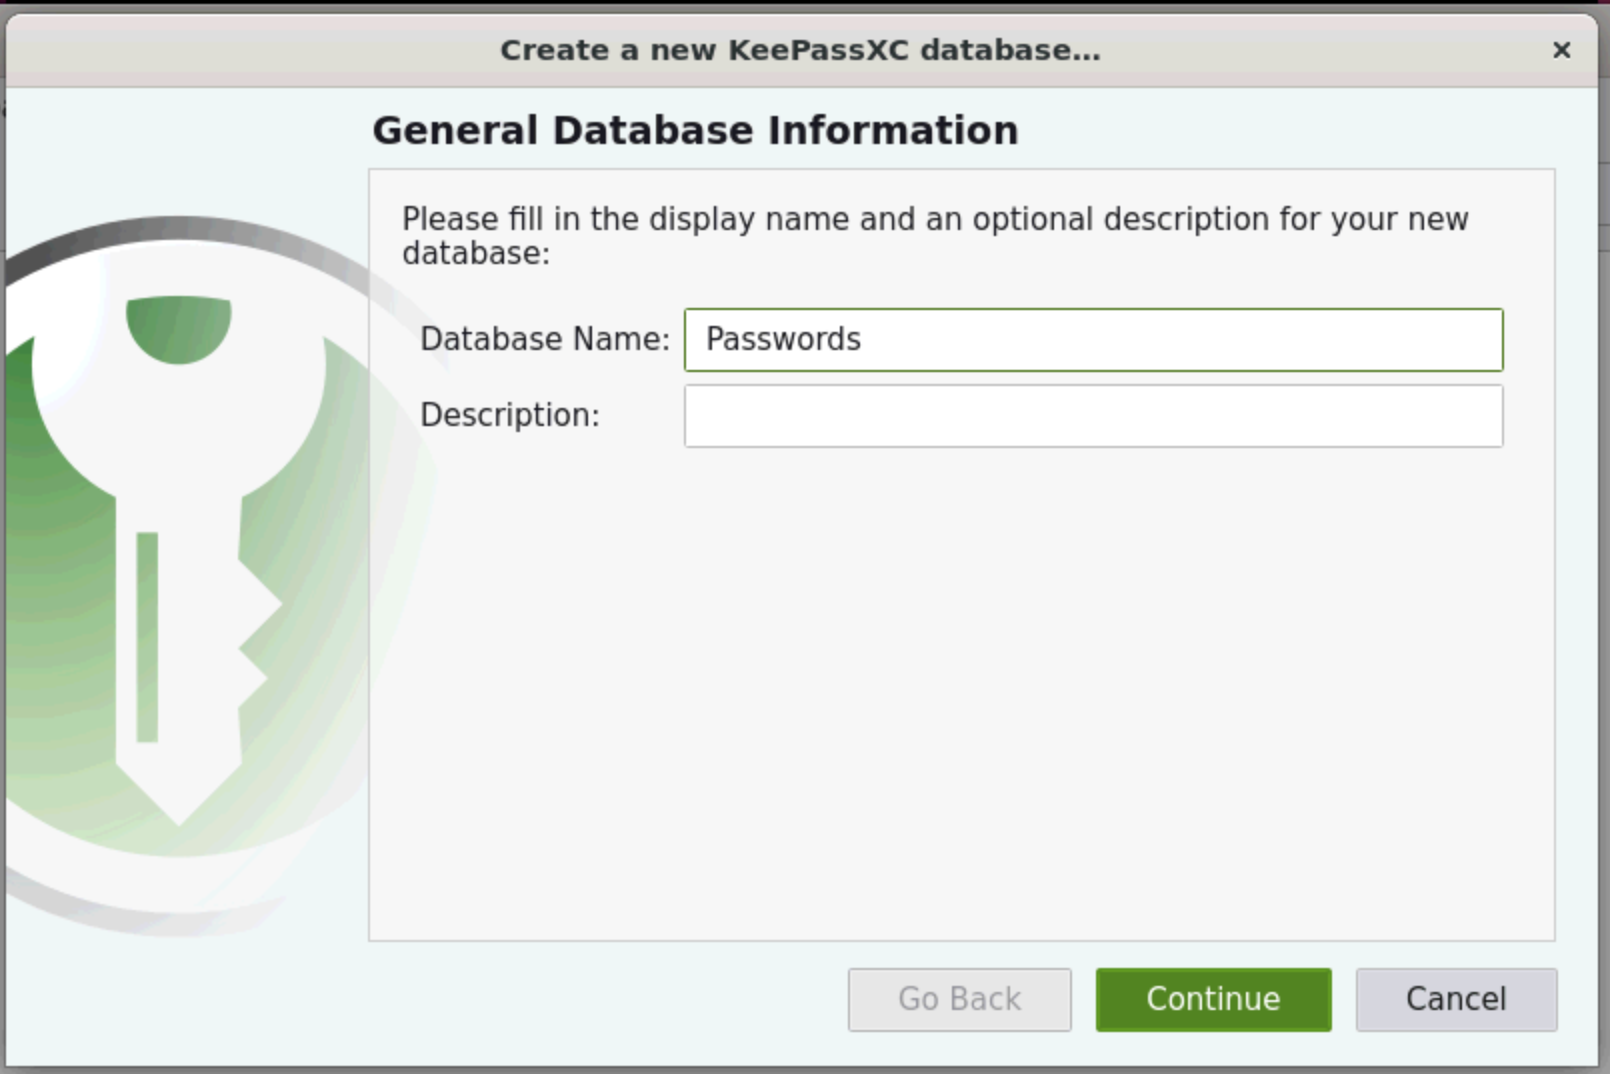 Create a new KeePassXC database...
General Database Information
Please fill in the display name and an optional description for your new
database:
Database Name: Passwords
Description:
Go Back Continue Cancel